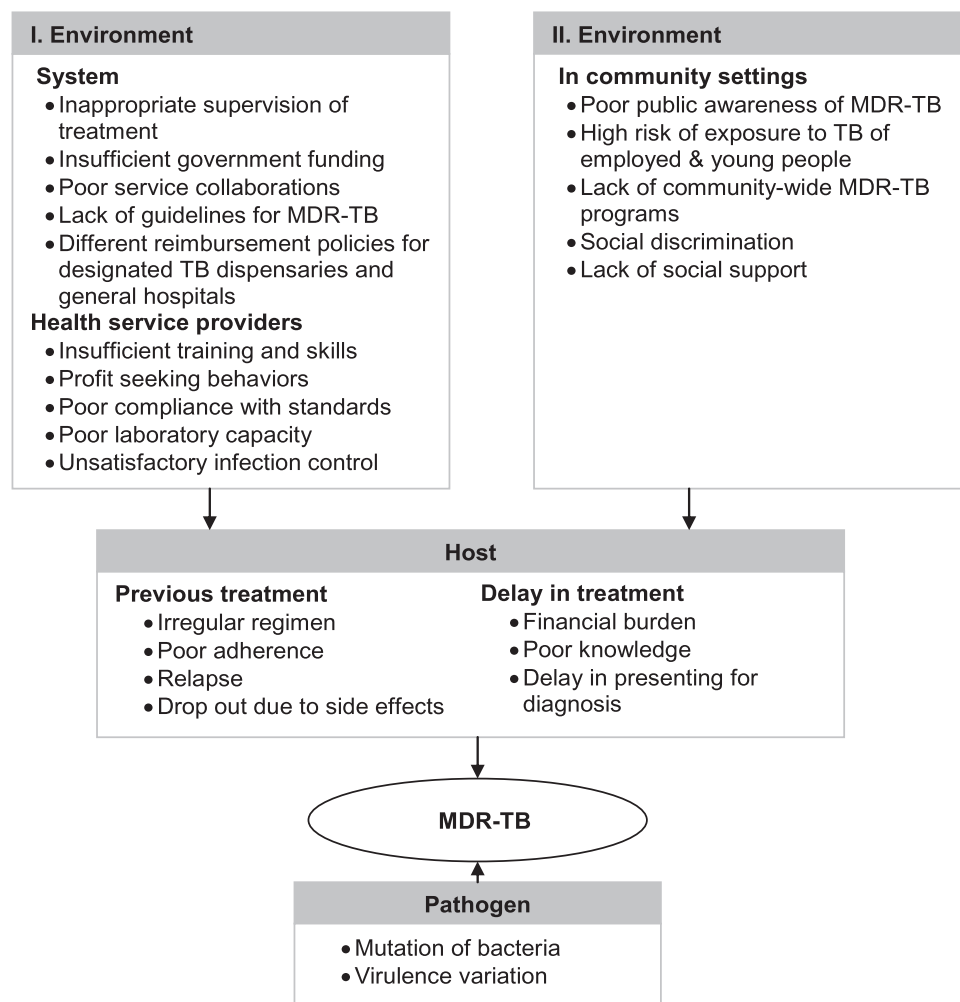 I. Environment
System
• Inappropriate supervision of
treatment
• Insufficient government funding
• Poor service collaborations
• Lack of guidelines for MDR-TB
• Different reimbursement policies for
designated TB dispensaries and
general hospitals
Health service providers
• Insufficient training and skills
• Profit seeking behaviors
• Poor compliance with standards
• Poor laboratory capacity
• Unsatisfactory infection control
II. Environment
In community settings
• Poor public awareness of MDR-TB
• High risk of exposure to TB of
employed & young people
• Lack of community-wide MDR-TB
programs
• Social discrimination
• Lack of social support
Host
Previous treatment
• Irregular regimen
• Poor adherence
• Relapse
• Drop out due to side effects
Delay in treatment
• Financial burden
• Poor knowledge
• Delay in presenting for
diagnosis
MDR-TB
Pathogen
• Mutation of bacteria
• Virulence variation